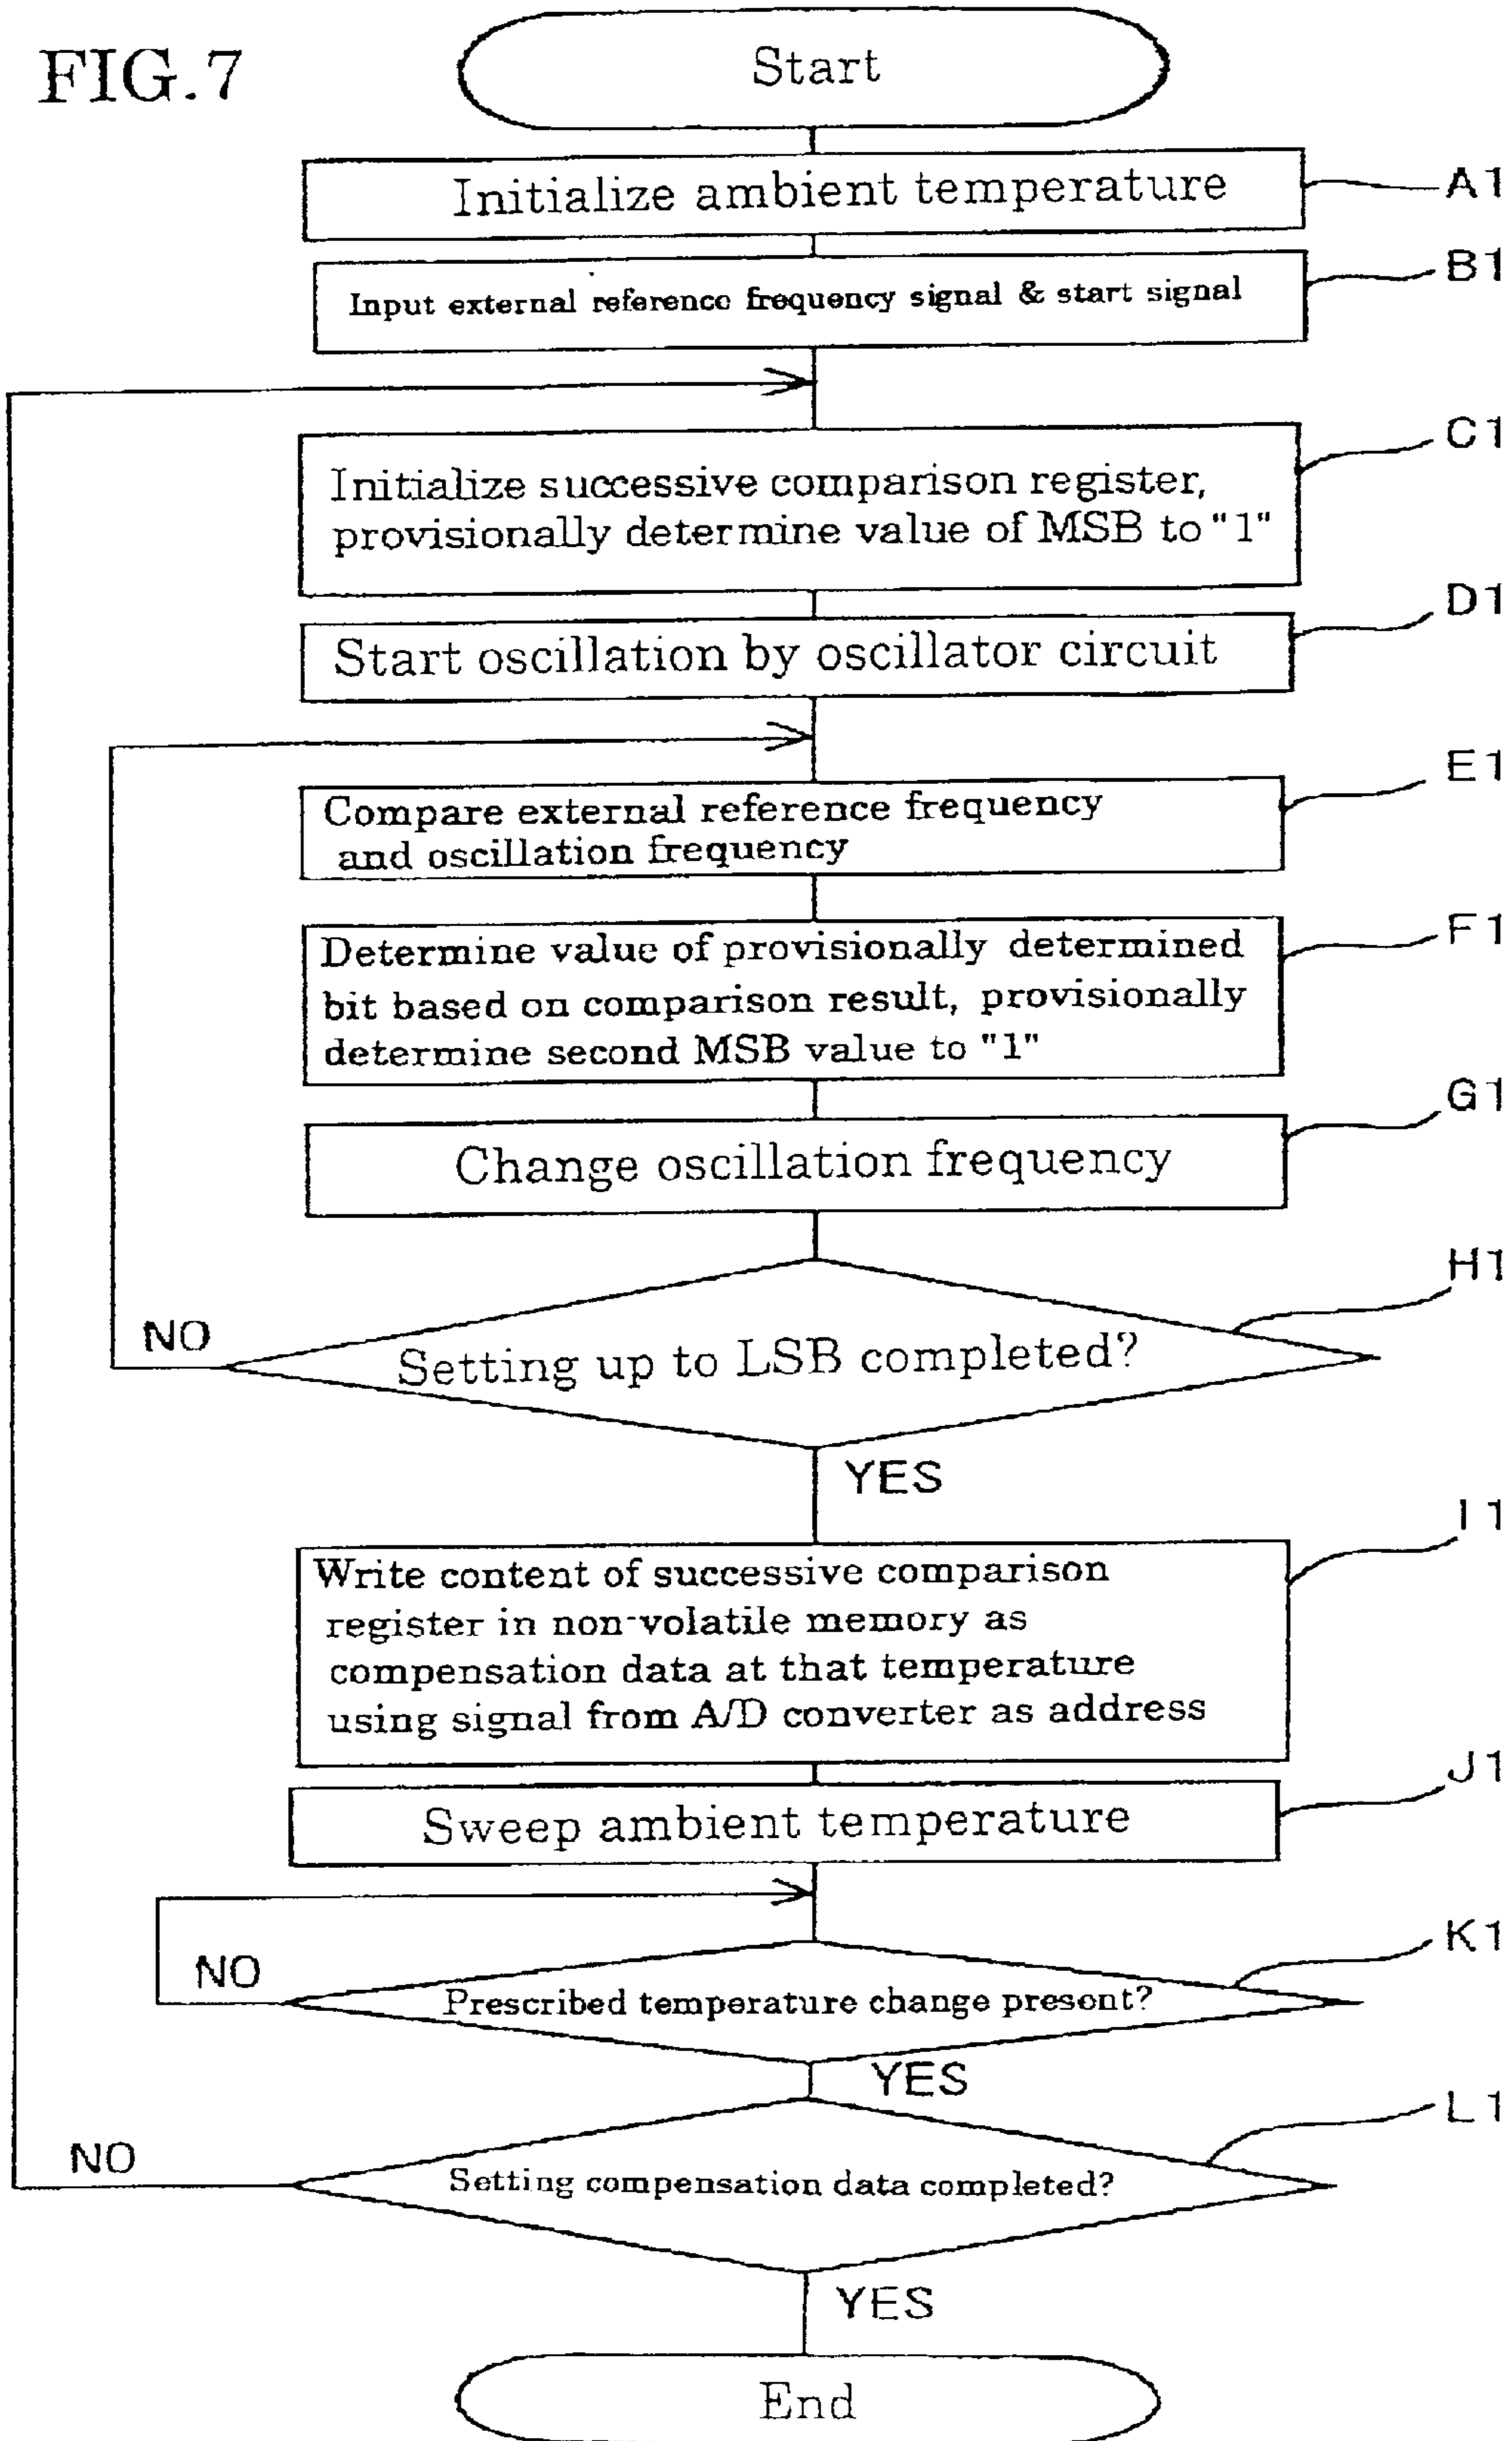 FIG.7
Start
Initialize ambient temperature
A1
Input external reference frequency signal & start signal
B1
Initialize successive comparison register,
provisionally determine value of MSB to "1"
C1
Start oscillation by oscillator circuit
D1
Compare external reference frequency
and oscillation frequency
E1
Determine value of provisionally determined
bit based on comparison result, provisionally
determine second MSB value to "1"
F1
Change oscillation frequency
G1
Setting up to LSB completed?
H1
NO
YES
Write content of successive comparison
register in non-volatile memory as
compensation data at that temperature
using signal from A/D converter as address
I1
Sweep ambient temperature
J1
Prescribed temperature change present?
K1
NO
YES
Setting compensation data completed?
L1
NO
YES
End